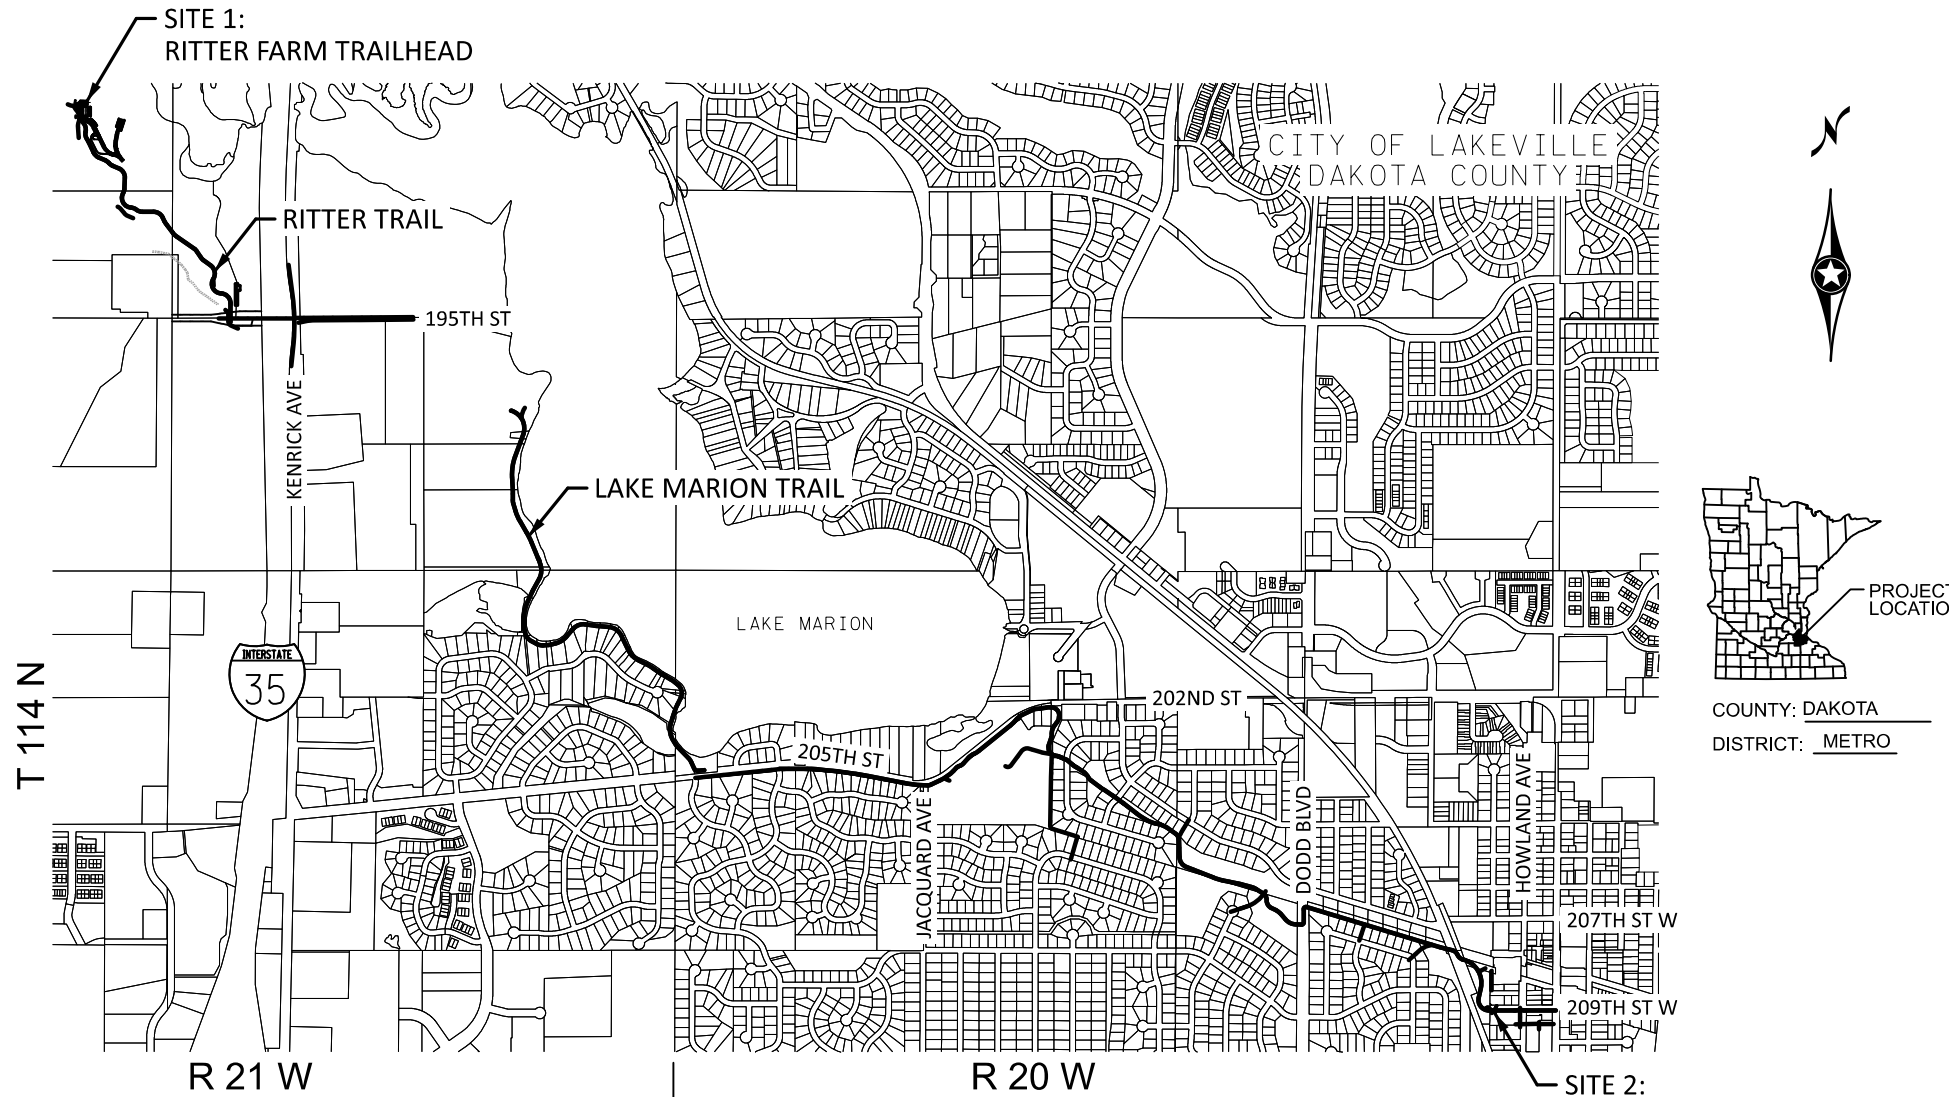 SITE 1:
RITTER FARM TRAILHEAD
CITY OF LAKEVILLE
DAKOTA COUNTY
N
RITTER TRAIL
195TH ST
KENRICK AVE
LAKE MARION TRAIL
PROJECT
LOCATIO
LAKE MARION
INTERSTATE
35
T 114 N
202ND ST
COUNTY: DAKOTA
DISTRICT: METRO
205TH ST
JACQUARD AVE
DODD BLVD
HOWLAND AVE
207TH ST W
209TH ST W
R 21 W
R 20 W
SITE 2: